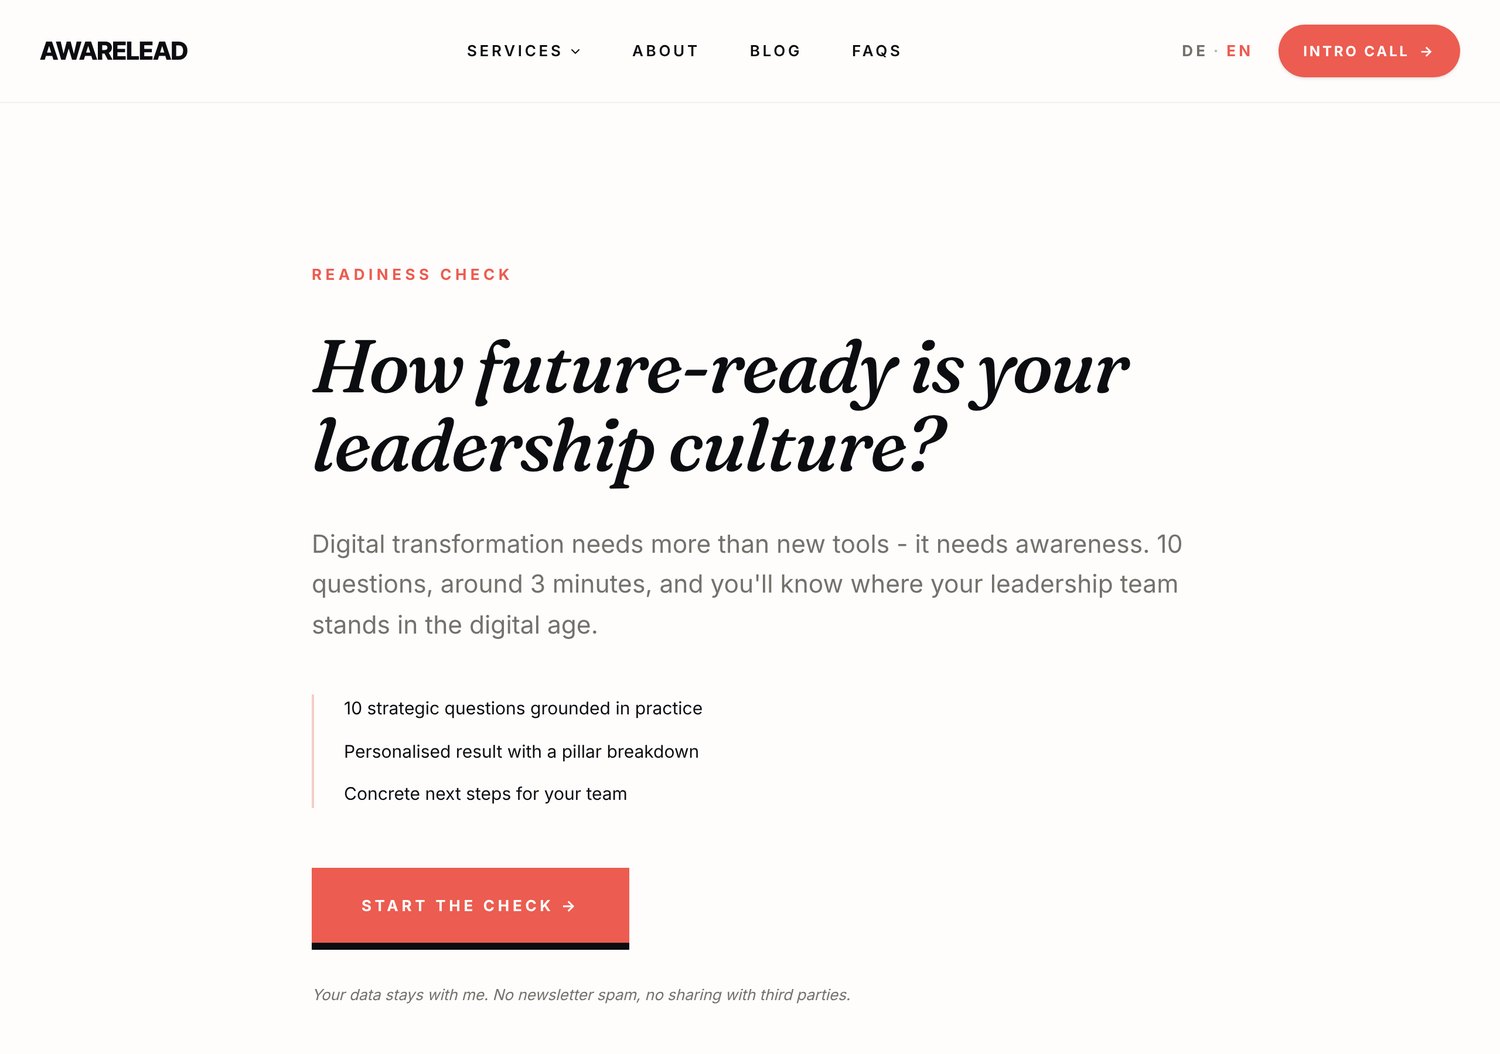 AWARELEAD
SERVICES
ABOUT
BLOG
FAQS
DE · EN
INTRO CALL →
READINESS CHECK
How future-ready is your
leadership culture?
Digital transformation needs more than new tools - it needs awareness. 10
questions, around 3 minutes, and you'll know where your leadership team
stands in the digital age.
10 strategic questions grounded in practice
Personalised result with a pillar breakdown
Concrete next steps for your team
START THE CHECK →
Your data stays with me. No newsletter spam, no sharing with third parties.